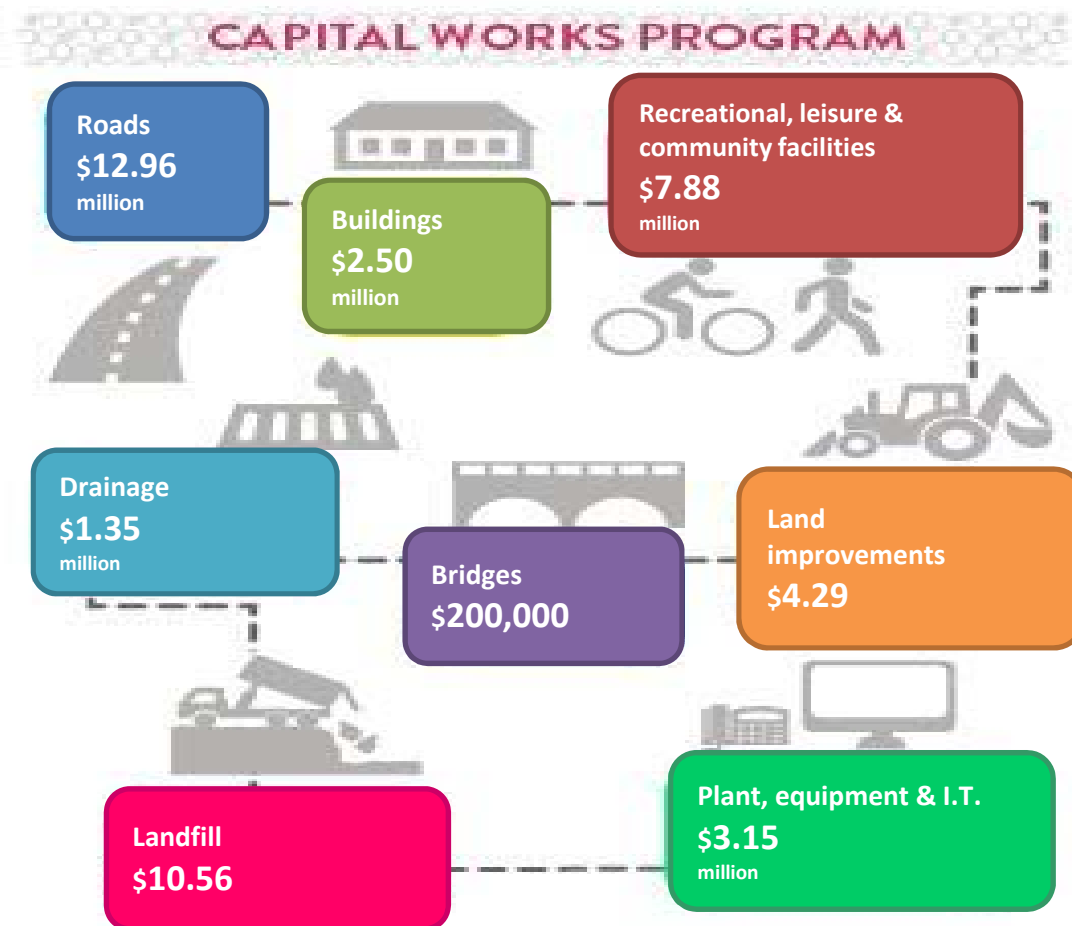 CAPITAL WORKS PROGRAM
Roads
$12.96
million
Buildings
$2.50
million
Recreational, leisure &
community facilities
$7.88
million
Drainage
$1.35
million
Bridges
$200,000
Land
improvements
$4.29
Landfill
$10.56
Plant, equipment & I.T.
$3.15
million